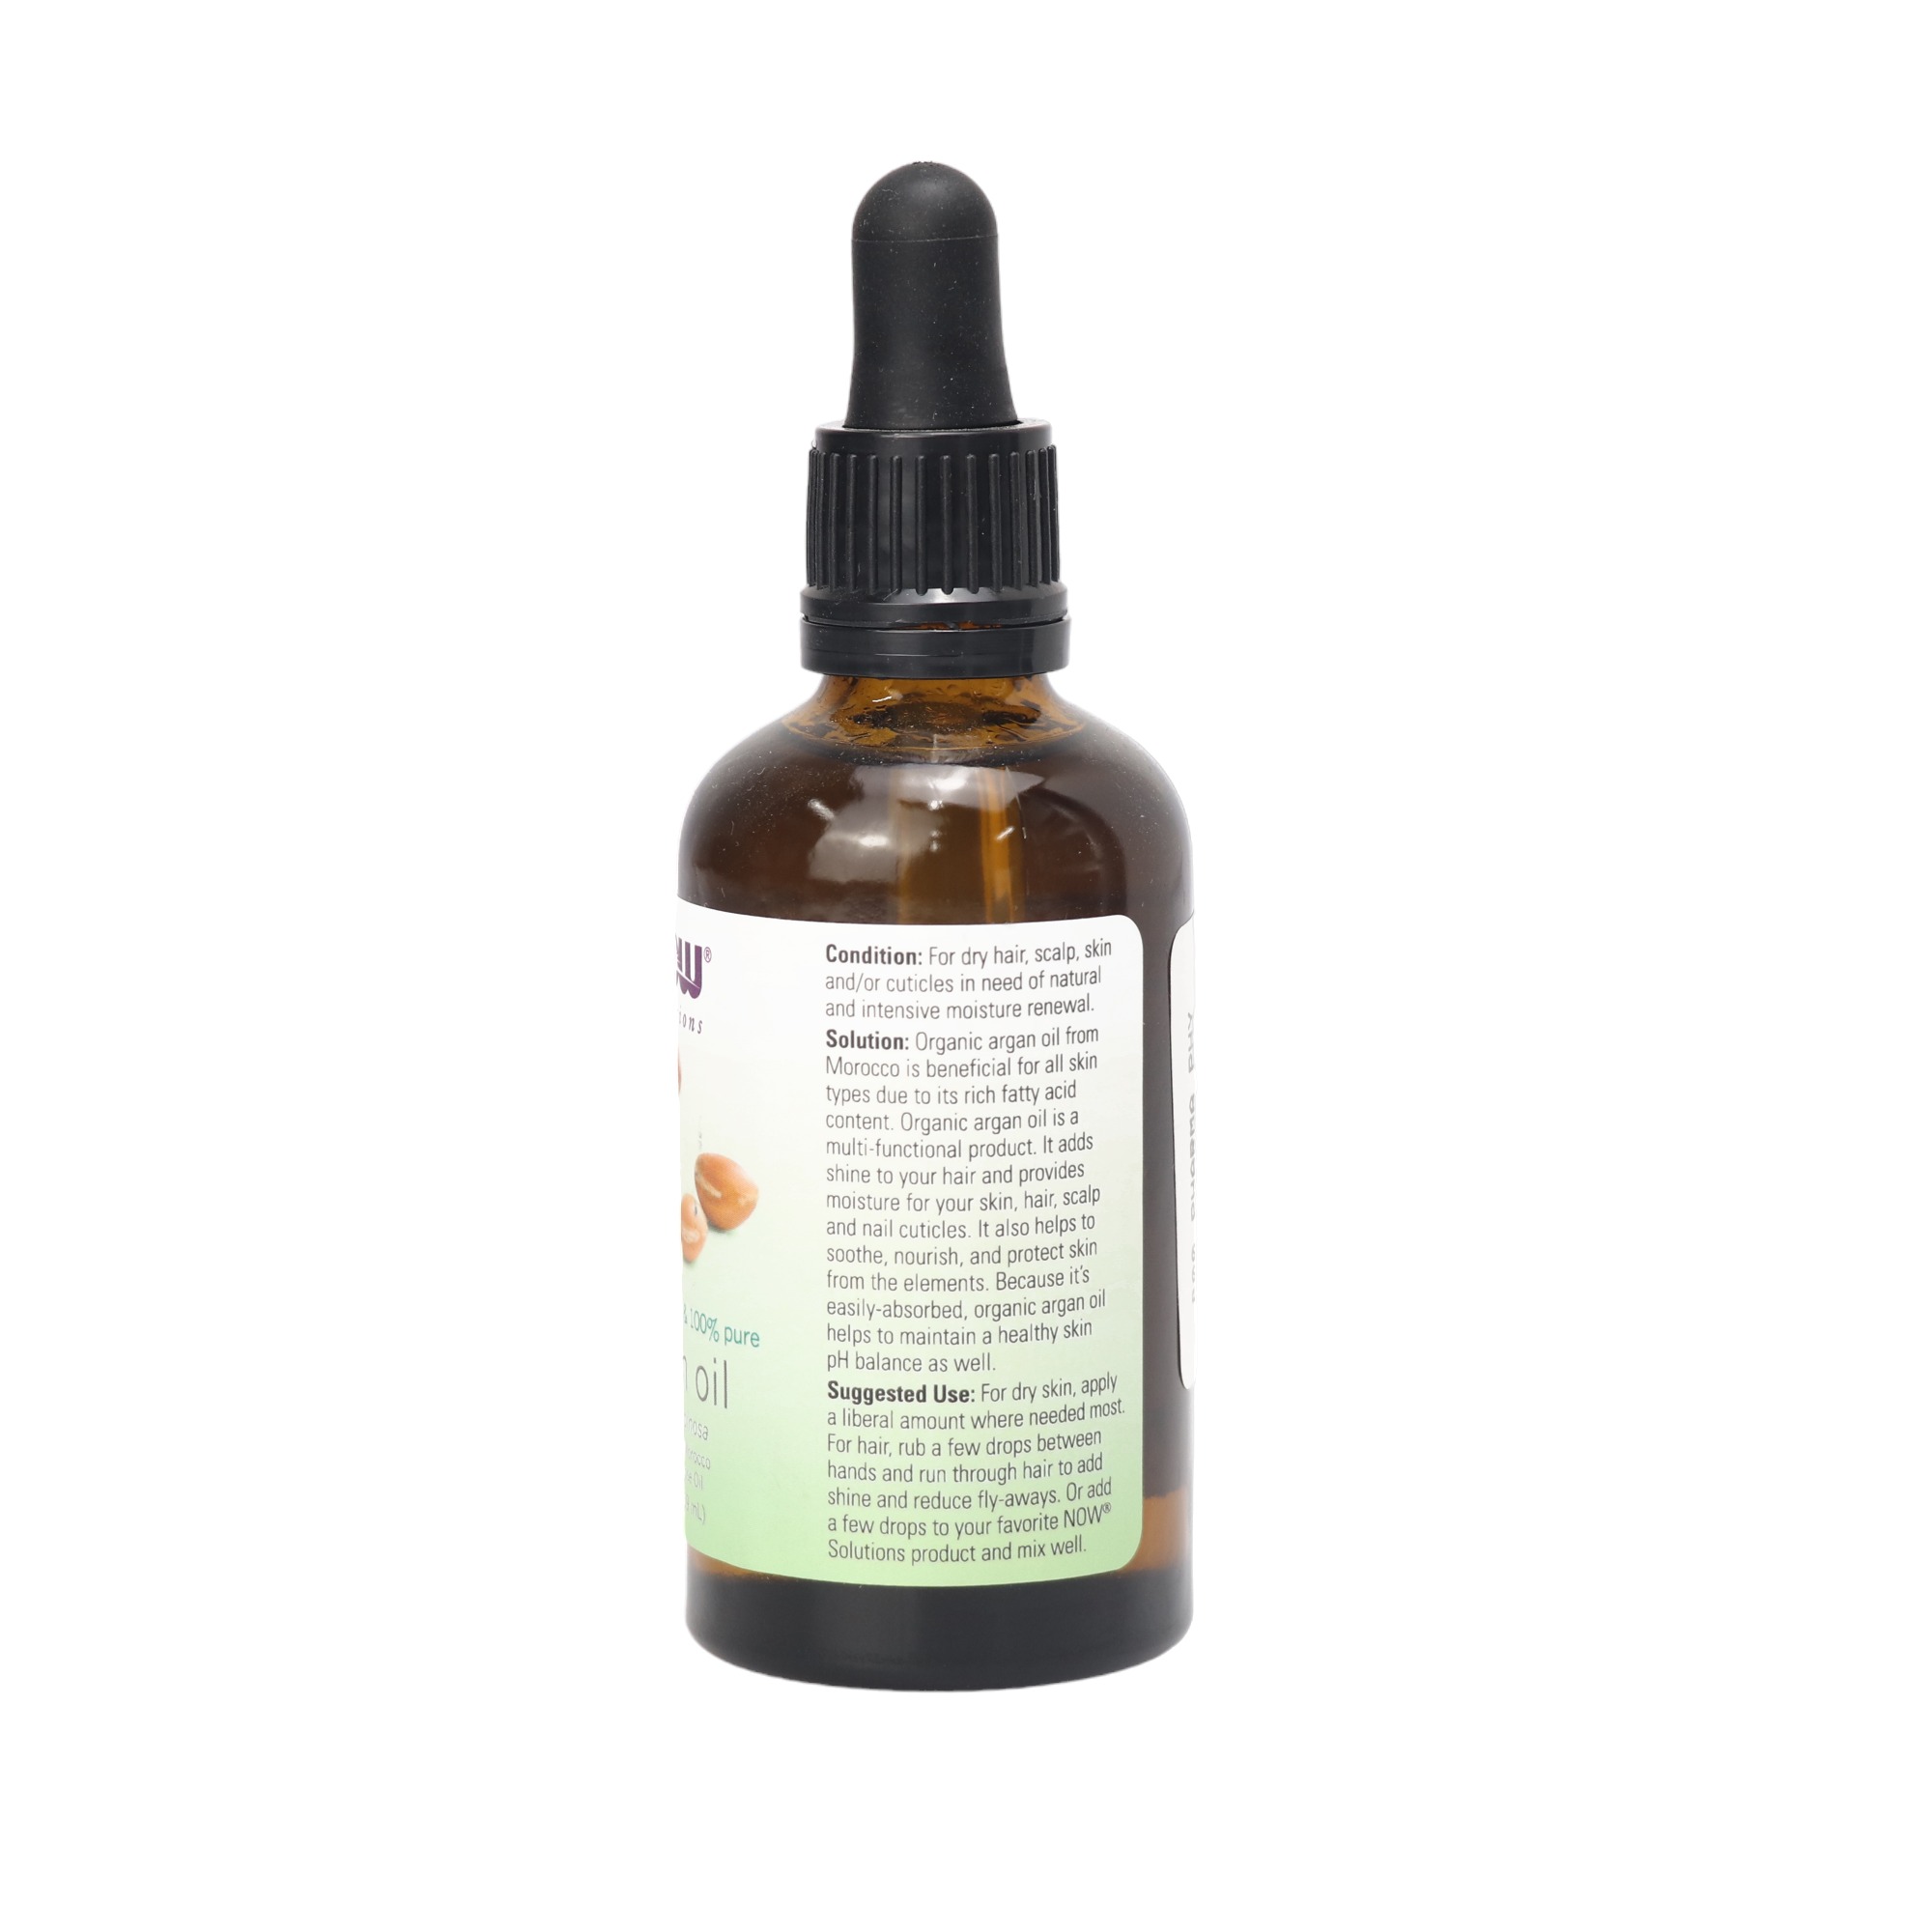 Condition: For dry hair, scalp, skin
and/or cuticles in need of natural
and intensive moisture renewal.
Solution: Organic argan oil from
Morocco is beneficial for all skin
types due to its rich fatty acid
content. Organic argan oil is a
multi-functional product. It adds
shine to your hair and provides
moisture for your skin, hair, scalp
and nail cuticles. It also helps to
soothe, nourish, and protect skin
from the elements. Because it's
easily-absorbed, organic argan oil
helps to maintain a healthy skin
pH balance as well.
Suggested Use: For dry skin, apply
a liberal amount where needed most.
For hair, rub a few drops between
hands and run through hair to add
shine and reduce fly-aways. Or add
a few drops to your favorite NOW®
Solutions product and mix well.
& 100% pure
oil